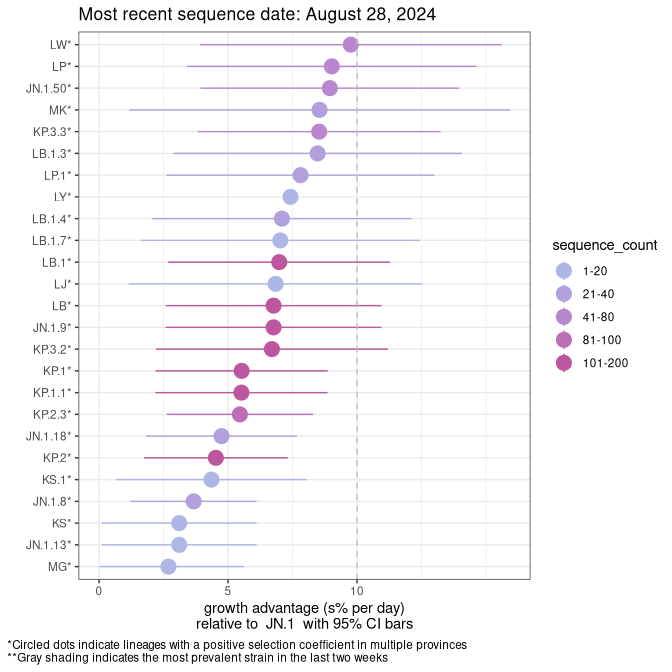 Most recent sequence date: August 28, 2024
LW*
LP*
JN.1.50*
MK*
KP.3.3*
LB.1.3*
LP.1*
LY*
LB.1.4*
LB.1.7*
LB.1*
LJ*
LB*
JN.1.9*
KP.3.2*
KP.1*
KP.1.1*
KP.2.3*
JN.1.18*
KP.2*
KS.1*
JN.1.8*
KS*
JN.1.13*
MG*
0 5 10
growth advantage (s% per day)
relative to JN.1 with 95% CI bars
sequence_count
1-20
21-40
41-80
81-100
101-200
*Circled dots indicate lineages with a positive selection coefficient in multiple provinces
**Gray shading indicates the most prevalent strain in the last two weeks